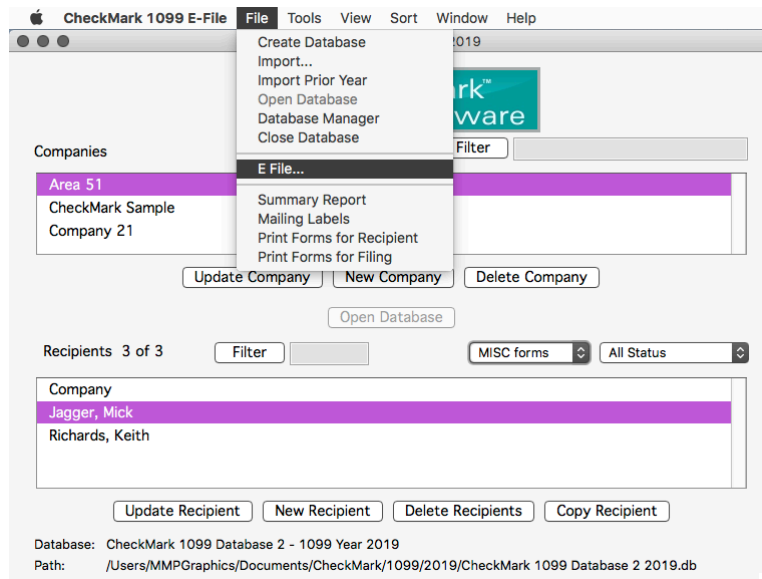 CheckMark 1099 E-File File Tools View Sort Window Help
2019
Create Database
Import...
Import Prior Year
Open Database
Database Manager
Close Database
E File...
Summary Report
Mailing Labels
Print Forms for Recipient
Print Forms for Filing
rk™
ware
Companies
Filter
Area 51
CheckMark Sample
Company 21
Update Company New Company Delete Company
Open Database
Recipients 3 of 3 Filter MISC forms All Status
Company
Jagger, Mick
Richards, Keith
Update Recipient New Recipient Delete Recipients Copy Recipient
Database: CheckMark 1099 Database 2 - 1099 Year 2019
Path: /Users/MMPGraphics/Documents/CheckMark/1099/2019/CheckMark 1099 Database 2 2019.db